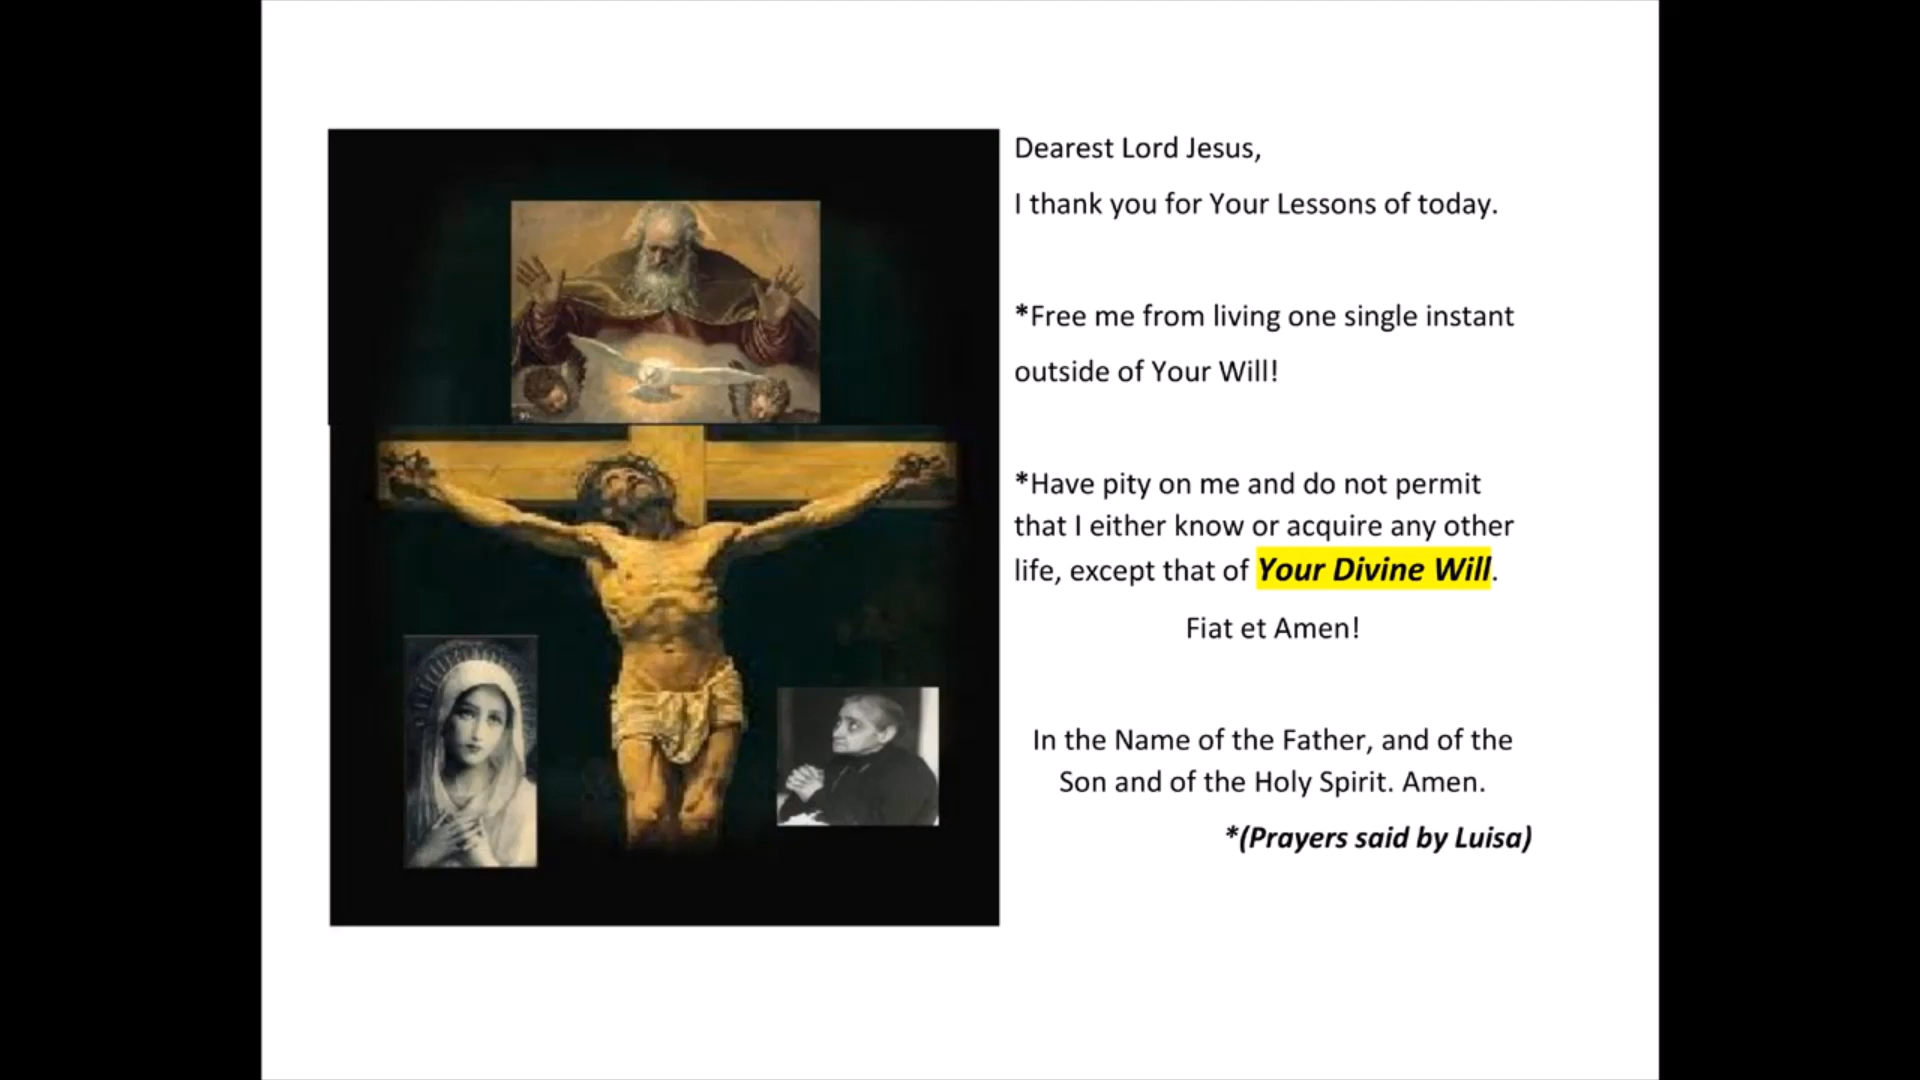 Dearest Lord Jesus,
I thank you for Your Lessons of today.
*Free me from living one single instant
outside of Your Will!
*Have pity on me and do not permit
that I either know or acquire any other
life, except that of Your Divine Will.
Fiat et Amen!
In the Name of the Father, and of the
Son and of the Holy Spirit. Amen.
*(Prayers said by Luisa)